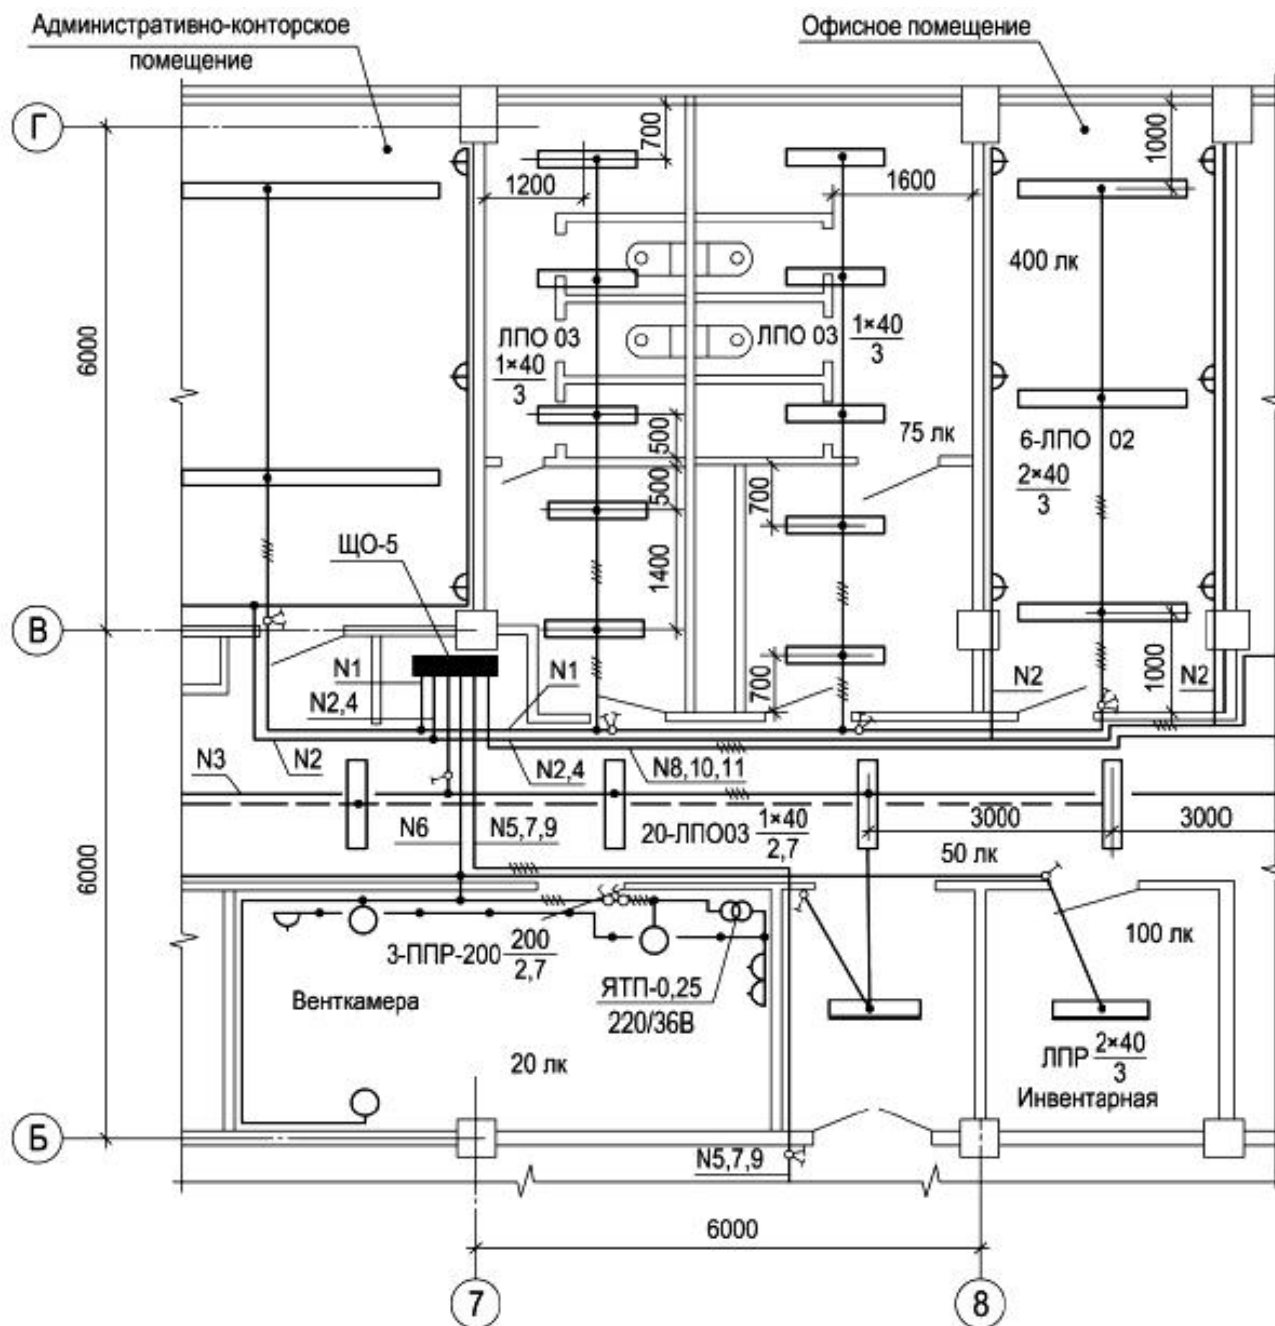 Административно-конторское
помещение
Офисное помещение
Г
700
1000
1200
1600
400 лк
6000
ЛПО 03
1×40
3
ЛПО 03
1×40
3
75 лк
6-ЛПО 02
2×40
3
500
500
700
1400
ЩО-5
В
N1
N2,4
N1
700
N2
1000
N2
N3
N2
N2,4
N8,10,11
N6
N5,7,9
20-ЛПО03
1×40
2,7
3000
3000
50 лк
6000
3-ППР-200
200
2,7
100 лк
Венткамера
ЯТП-0,25
220/36В
20 лк
ЛПР
2×40
3
Инвентарная
Б
N5,7,9
6000
7
8